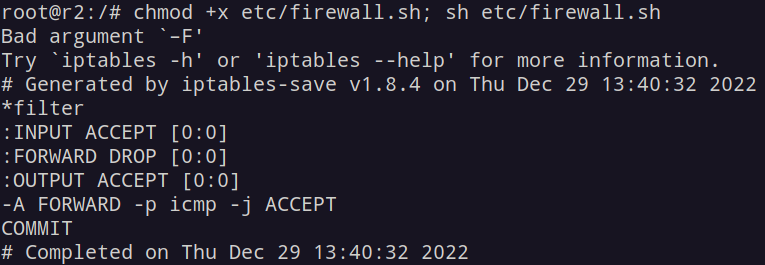 root@r2:/# chmod +x etc/firewall.sh; sh etc/firewall.sh
Bad argument `–F'
Try `iptables -h' or 'iptables --help' for more information.
# Generated by iptables-save v1.8.4 on Thu Dec 29 13:40:32 2022
*filter
:INPUT ACCEPT [0:0]
:FORWARD DROP [0:0]
:OUTPUT ACCEPT [0:0]
-A FORWARD -p icmp -j ACCEPT
COMMIT
# Completed on Thu Dec 29 13:40:32 2022